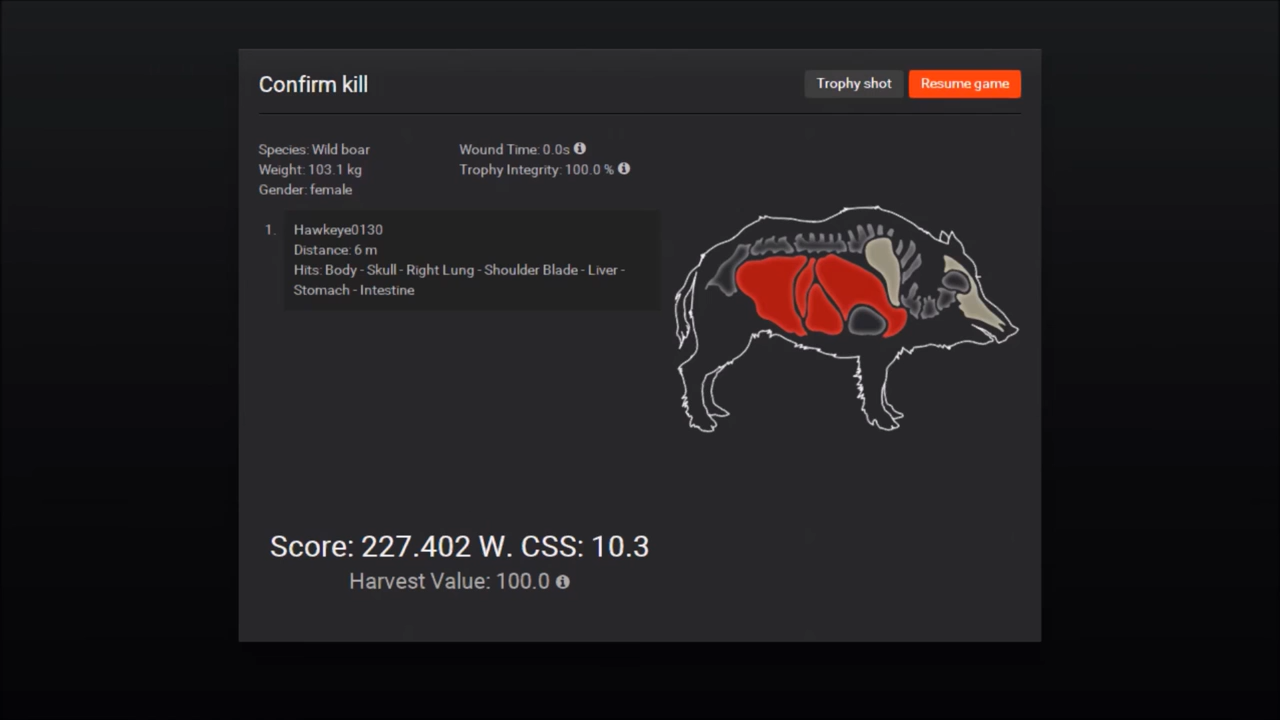 Confirm kill
Trophy shot
Resume game
Species: Wild boar
Weight: 103.1 kg
Gender: female
Wound Time: 0.0s
Trophy Integrity: 100.0 %
1.
Hawkeye0130
Distance: 6 m
Hits: Body - Skull - Right Lung - Shoulder Blade - Liver -
Stomach - Intestine
Score: 227.402 W. CSS: 10.3
Harvest Value: 100.0